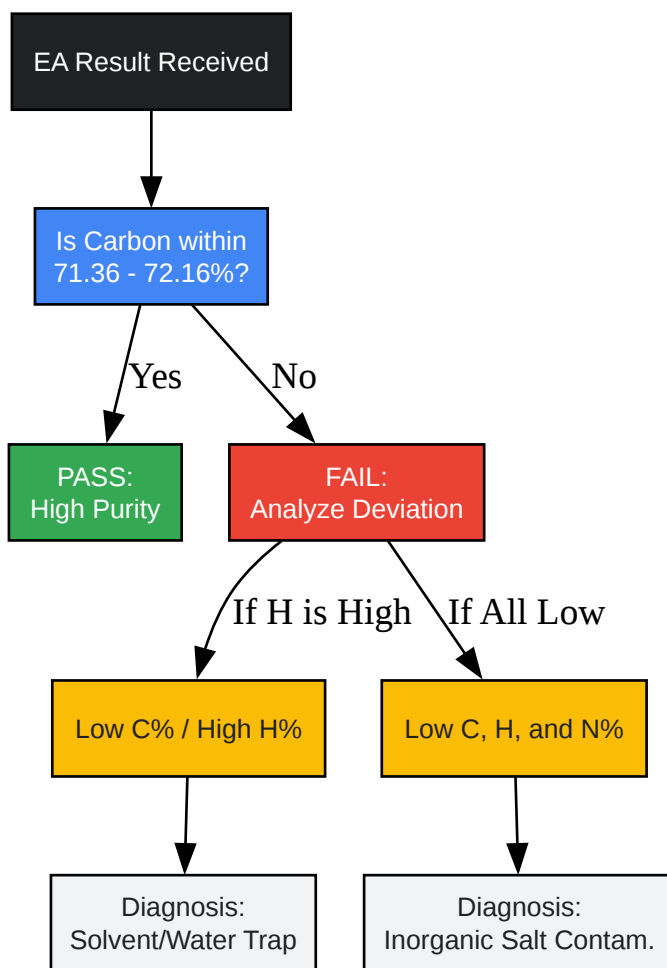 EA Result Received
Is Carbon within
71.36 - 72.16%?
Yes
No
PASS:
High Purity
FAIL:
Analyze Deviation
If H is High
If All Low
Low C% / High H%
Low C, H, and N%
Diagnosis:
Solvent/Water Trap
Diagnosis:
Inorganic Salt Contam.